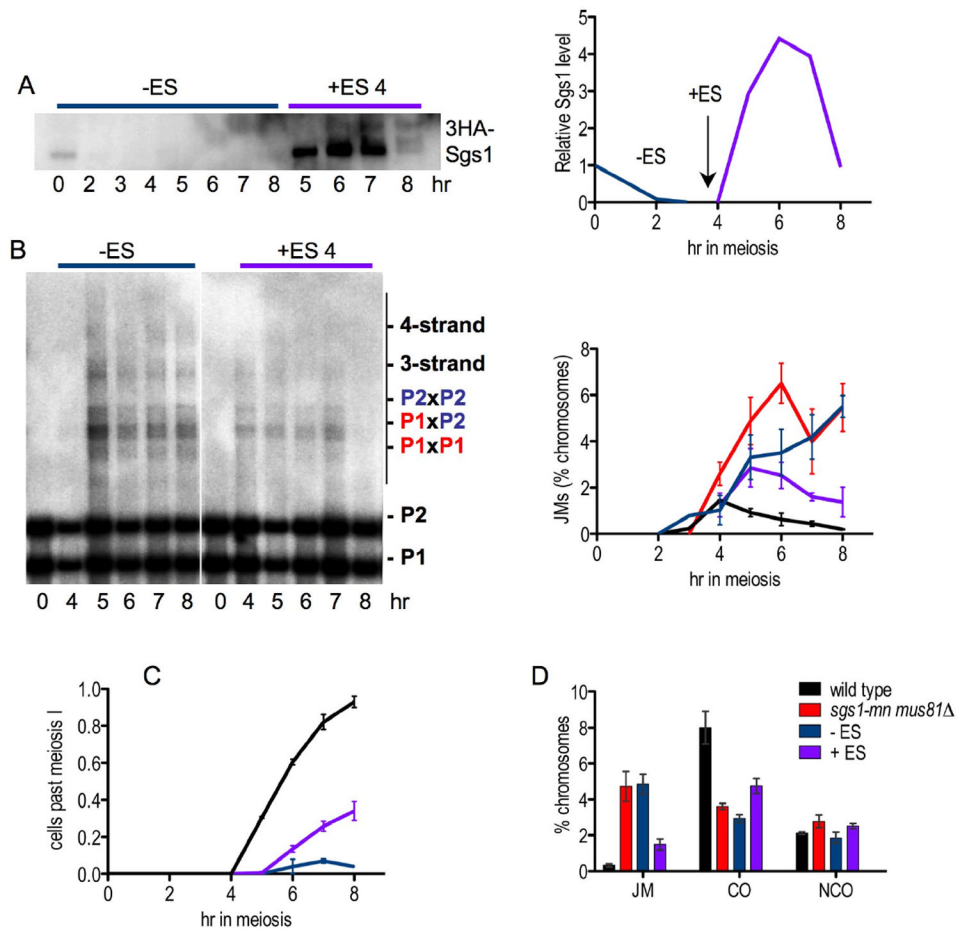 A
-ES
+ES 4
3HA-
Sgs1
0 2 3 4 5 6 7 8 5 6 7 8 hr
Relative Sgs1 level
5
4
3
2
1
0
+ES
-ES
0 2 4 6 8
hr in meiosis
B
-ES
+ES 4
- 4-strand
- 3-strand
- P2xP2
- P1xP2
- P1xP1
- P2
- P1
0 4 5 6 7 8 0 4 5 6 7 8 hr
JMs (% chromosomes)
8
6
4
2
0
0 2 4 6 8
hr in meiosis
C
cells past meiosis I
1.0
0.8
0.6
0.4
0.2
0.0
0 2 4 6 8
hr in meiosis
D
% chromosomes
10
8
6
4
2
0
JM CO NCO
wild type
sgs1-mn mus81Δ
- ES
+ ES